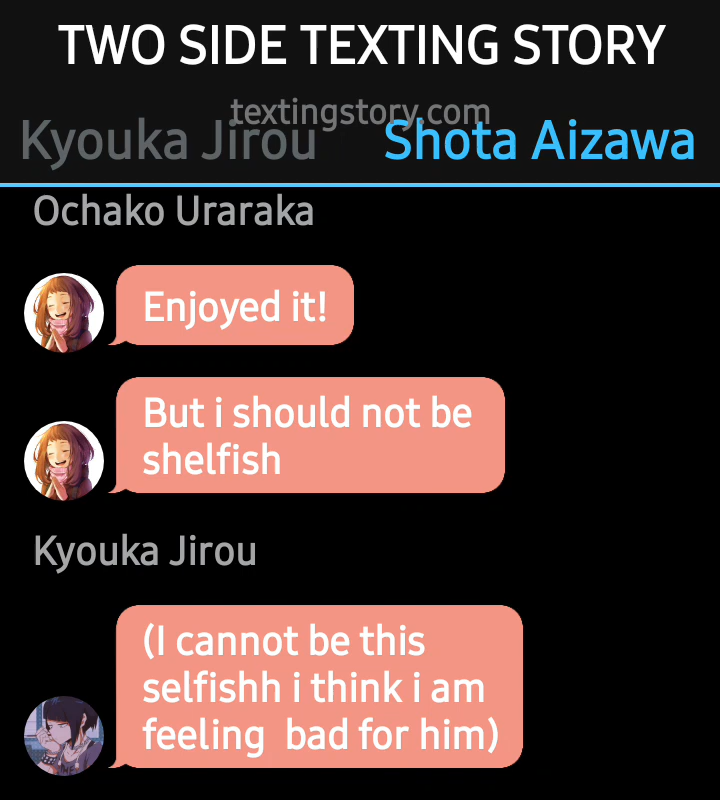 TWO SIDE TEXTING STORY
textingstory.com
Kyouka Jirou Shota Aizawa
Ochako Uraraka
Enjoyed it!
But i should not be
shelfish
Kyouka Jirou
(I cannot be this
selfishh i think i am
feeling  bad for him)